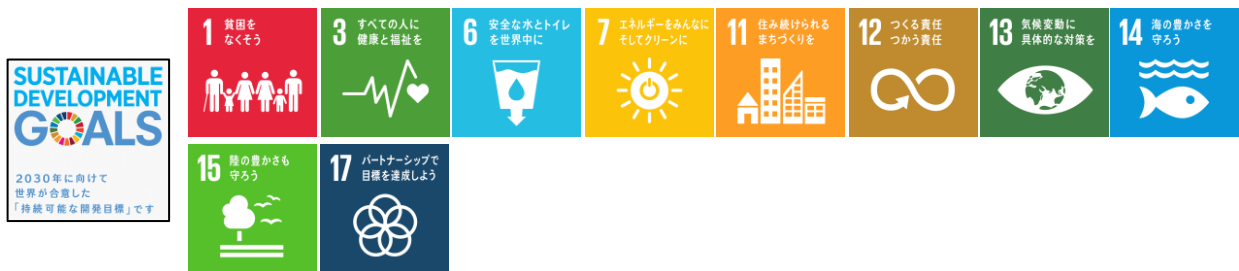 SUSTAINABLE
DEVELOPMENT
GOALS
2030年に向けて
世界が合意した
「持続可能な開発目標」です
1 貧困を
なくそう
3 すべての人に
健康と福祉を
6 安全な水とトイレ
を世界中に
7 エネルギーをみんなに
そしてクリーンに
11 住み続けられる
まちづくりを
12 つくる責任
つかう責任
13 気候変動に
具体的な対策を
14 海の豊かさを
守ろう
15 陸の豊かさも
守ろう
17 パートナーシップで
目標を達成しよう